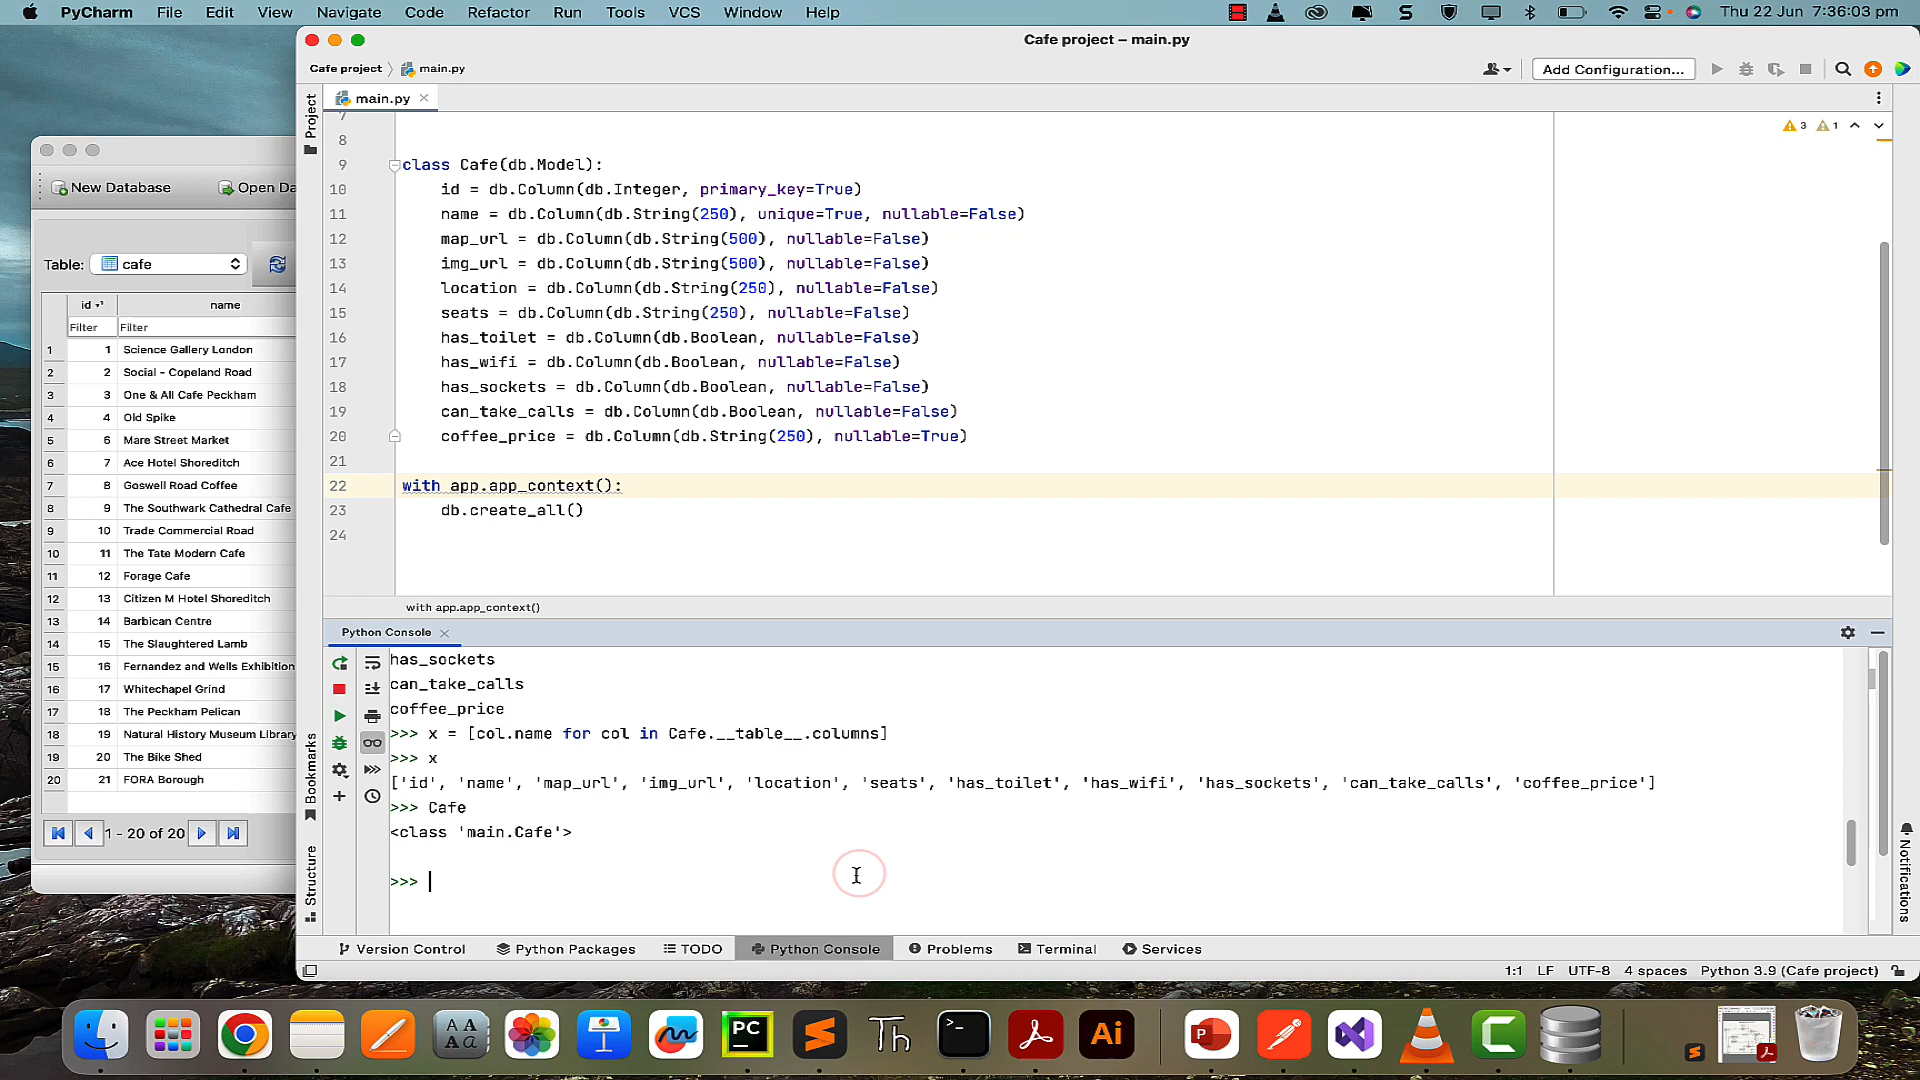 PyCharm File Edit View Navigate Code Refactor Run Tools VCS Window Help Thu 22 Jun 7:36:03 pm
Cafe project – main.py
Cafe project main.py Add Configuration...
Project
main.py
3 1
New Database Open Da
Table: cafe
id name
Filter Filter
1 1 Science Gallery London
2 2 Social - Copeland Road
3 3 One & All Cafe Peckham
4 4 Old Spike
5 6 Mare Street Market
6 7 Ace Hotel Shoreditch
7 8 Goswell Road Coffee
8 9 The Southwark Cathedral Cafe
9 10 Trade Commercial Road
10 11 The Tate Modern Cafe
11 12 Forage Cafe
12 13 Citizen M Hotel Shoreditch
13 14 Barbican Centre
14 15 The Slaughtered Lamb
15 16 Fernandez and Wells Exhibition
16 17 Whitechapel Grind
17 18 The Peckham Pelican
18 19 Natural History Museum Library
19 20 The Bike Shed
20 21 FORA Borough
1 - 20 of 20
7
8
9 class Cafe(db.Model):
10 id = db.Column(db.Integer, primary_key=True)
11 name = db.Column(db.String(250), unique=True, nullable=False)
12 map_url = db.Column(db.String(500), nullable=False)
13 img_url = db.Column(db.String(500), nullable=False)
14 location = db.Column(db.String(250), nullable=False)
15 seats = db.Column(db.String(250), nullable=False)
16 has_toilet = db.Column(db.Boolean, nullable=False)
17 has_wifi = db.Column(db.Boolean, nullable=False)
18 has_sockets = db.Column(db.Boolean, nullable=False)
19 can_take_calls = db.Column(db.Boolean, nullable=False)
20 coffee_price = db.Column(db.String(250), nullable=True)
21
22 with app.app_context():
23 db.create_all()
24
with app.app_context()
Python Console
has_sockets
can_take_calls
coffee_price
>>> x = [col.name for col in Cafe.__table__.columns]
>>> x
['id', 'name', 'map_url', 'img_url', 'location', 'seats', 'has_toilet', 'has_wifi', 'has_sockets', 'can_take_calls', 'coffee_price']
>>> Cafe
<class 'main.Cafe'>
>>>
Bookmarks
Structure
Notifications
Version Control Python Packages TODO Python Console Problems Terminal Services
1:1 LF UTF-8 4 spaces Python 3.9 (Cafe project)
AA
AA
PC
Th
>_
Ai
P
C